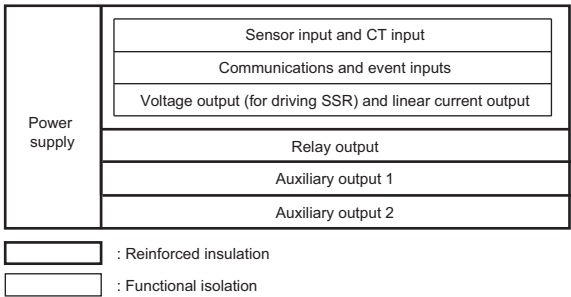 Power
supply
Sensor input and CT input
Communications and event inputs
Voltage output (for driving SSR) and linear current output
Relay output
Auxiliary output 1
Auxiliary output 2
: Reinforced insulation
: Functional isolation